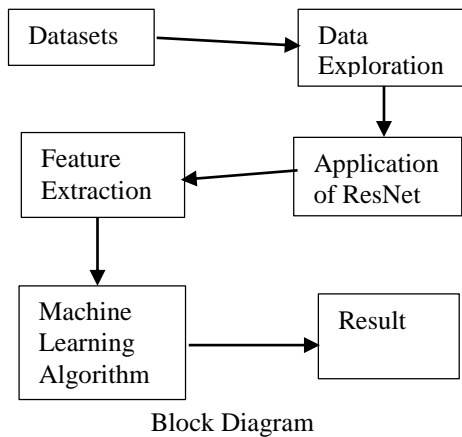 Datasets
Data
Exploration
Application
of ResNet
Feature
Extraction
Machine
Learning
Algorithm
Result
Block Diagram